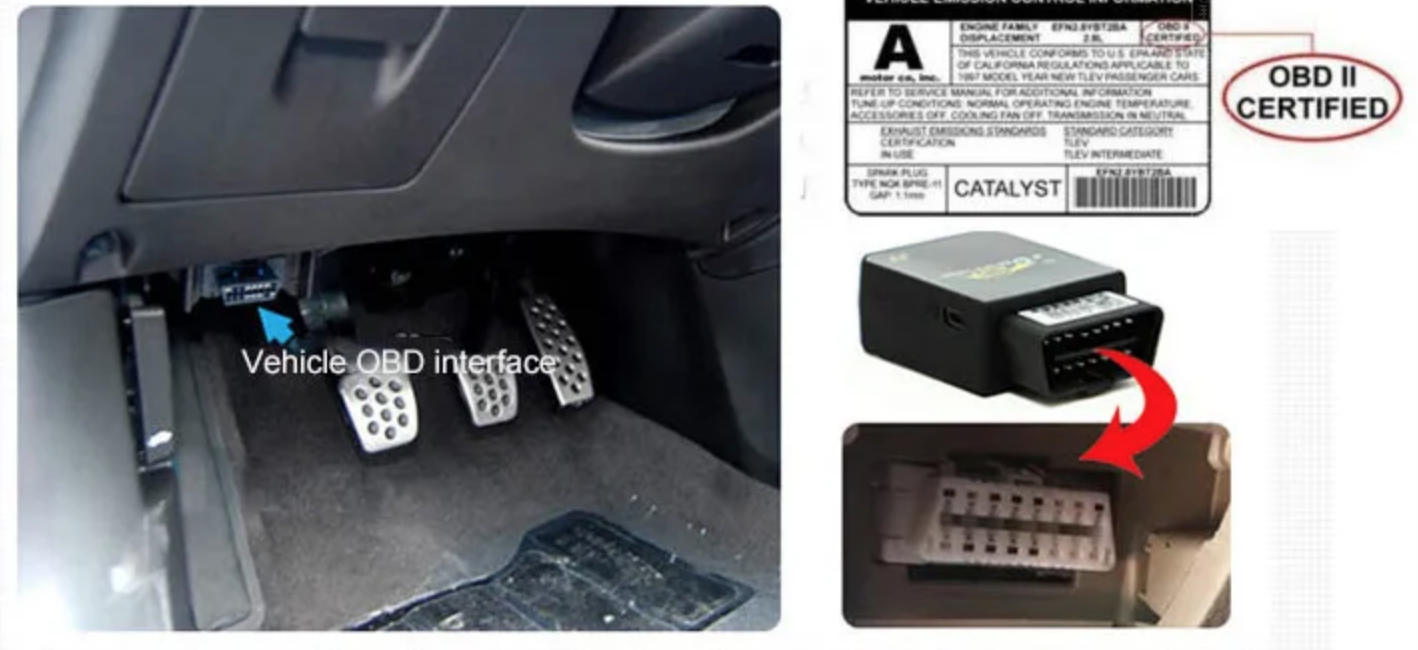 Vehicle OBD interface
VEHICLE EMISSION CONTROL INFORMATION
A
motor co, inc.
ENGINE FAMILY EFN2.8YBT2BA
DISPLACEMENT 2.8L
OBD II
CERTIFIED
THIS VEHICLE CONFORMS TO U.S. EPA AND STATE
OF CALIFORNIA REGULATIONS APPLICABLE TO
1997 MODEL YEAR NEW TLEV PASSENGER CARS
REFER TO SERVICE MANUAL FOR ADDITIONAL INFORMATION
TUNE-UP CONDITIONS: NORMAL OPERATING ENGINE TEMPERATURE,
ACCESSORIES OFF, COOLING FAN OFF, TRANSMISSION IN NEUTRAL
EXHAUST EMISSIONS STANDARDS STANDARD CATEGORY
CERTIFICATION TLEV
IN-USE TLEV INTERMEDIATE
SPARK PLUG
TYPE NGK BPRE-11
GAP: 1.1mm
CATALYST
EFN2.8YBT2BA
OBD II
CERTIFIED